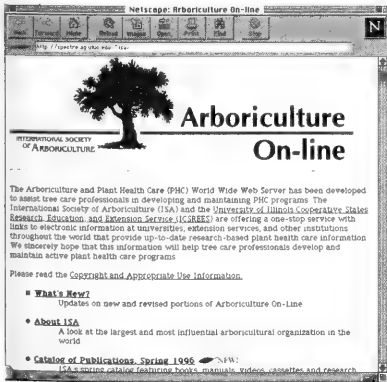 Netscape: Arboriculture On-line
Back Forward Home Reload Images Open Print Find Stop
N
http://spectre.ag.uiuc.edu/~isa/
INTERNATIONAL SOCIETY
OF ARBORICULTURE
Arboriculture
On-line
The Arboriculture and Plant Health Care (PHC) World Wide Web Server has been developed
to assist tree care professionals in developing and maintaining PHC programs The
International Society of Arboriculture (ISA) and the University of Illinois Cooperative States
Research, Education, and Extension Service (ICSREES) are offering a one-stop service with
links to electronic information at universities, extension services, and other institutions
throughout the world that provide up-to-date research-based plant health care information
We sincerely hope that this information will help tree care professionals develop and
maintain active plant health care programs
Please read the Copyright and Appropriate Use Information.
What's New?
Updates on new and revised portions of Arboriculture On-Line
About ISA
A look at the largest and most influential arboricultural organization in the
world
Catalog of Publications, Spring 1996 NEW!
ISA's spring catalog featuring books, manuals, videos, cassettes and research